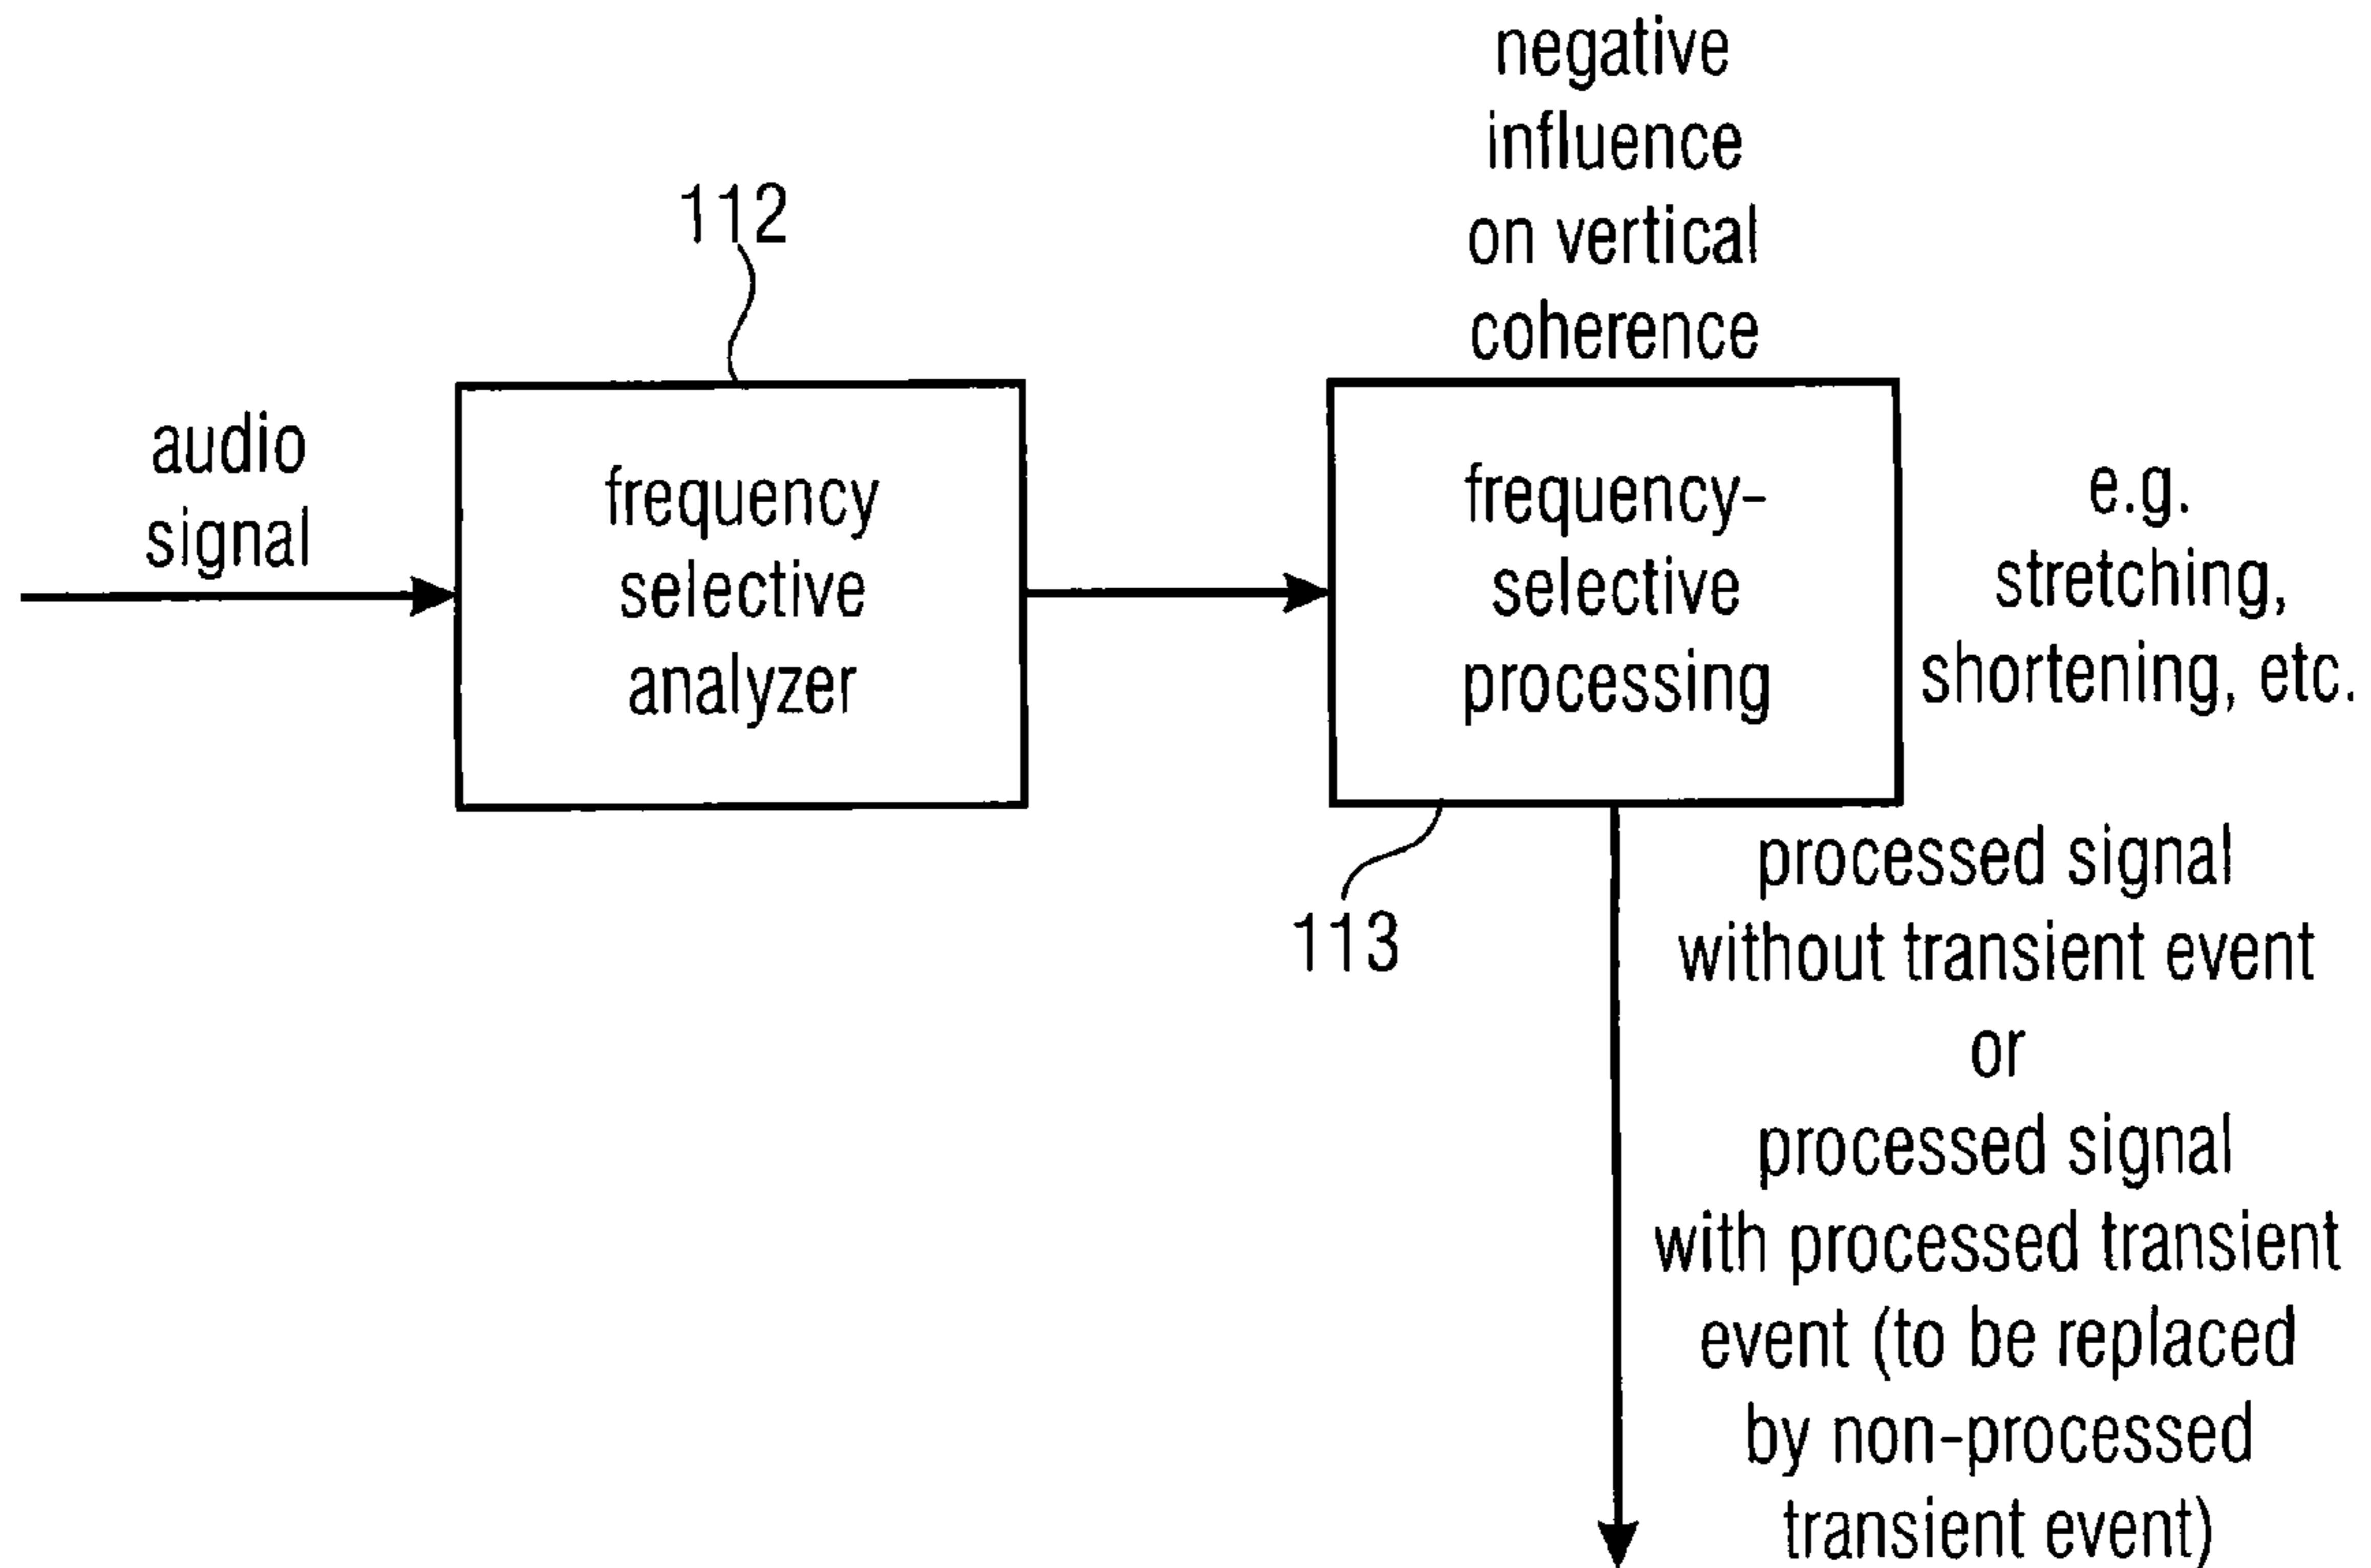 negative
influence
on vertical
coherence
112
audio
signal
frequency
selective
analyzer
frequency-
selective
processing
e.g.
stretching,
shortening, etc.
113
processed signal
without transient event
or
processed signal
with processed transient
event (to be replaced
by non-processed
transient event)